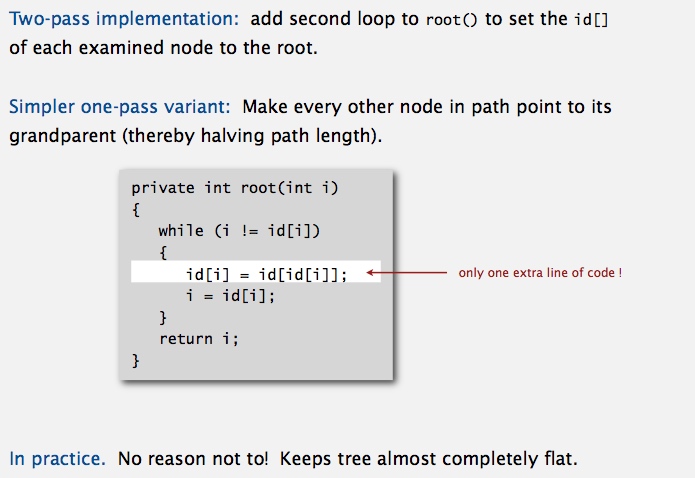 Two-pass implementation: add second loop to root() to set the id[]
of each examined node to the root.
Simpler one-pass variant: Make every other node in path point to its
grandparent (thereby halving path length).
private int root(int i)
{
while (i != id[i])
{
id[i] = id[id[i]];
only one extra line of code !
i = id[i];
}
return i;
}
In practice. No reason not to! Keeps tree almost completely flat.